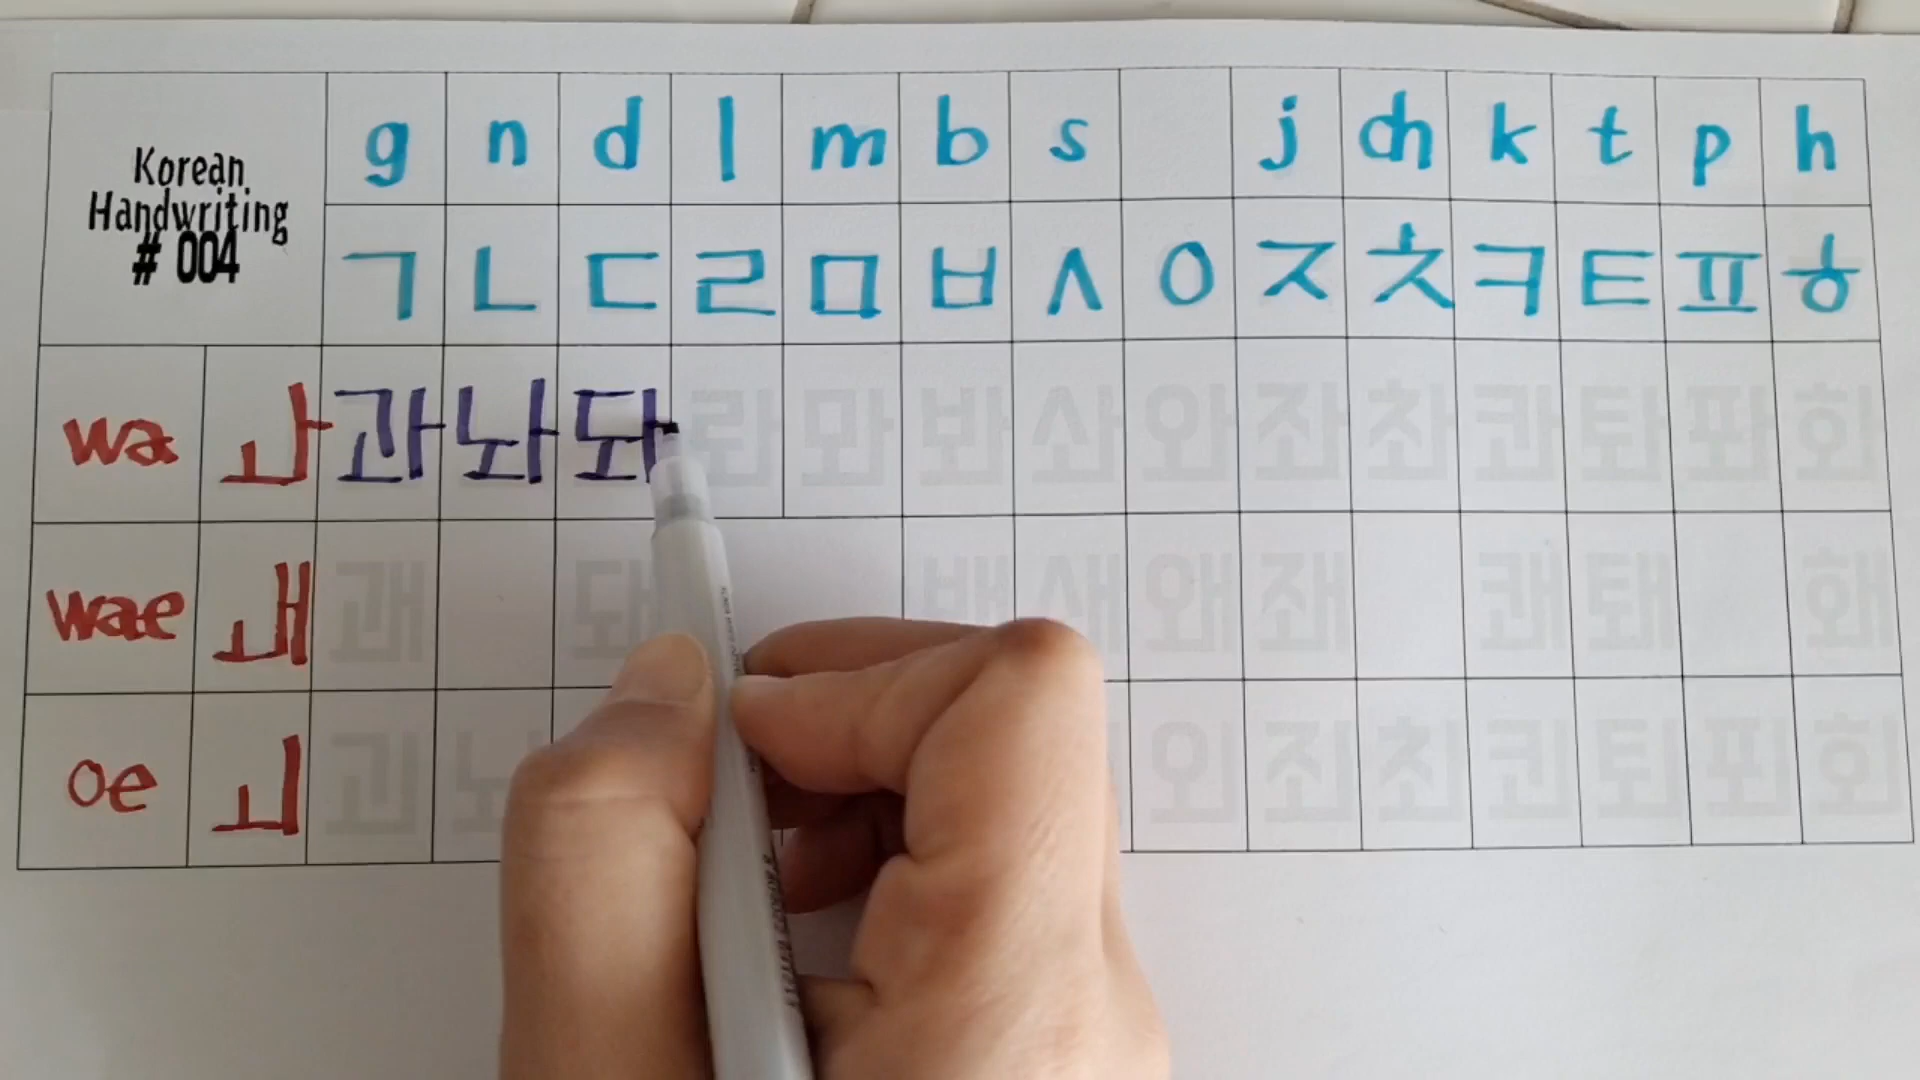 Korean
Handwriting
# 004
g n d l m b s j ch k t p h
ㄱ ㄴ ㄷ ㄹ ㅁ ㅂ ㅅ ㅇ ㅈ ㅊ ㅋ ㅌ ㅍ ㅎ
wa ㅘ 과 놔 돠 롸 뫄 봐 솨 와 좌 촤 콰 톼 퐈 화
wae ㅙ 괘 돼 봬 쇄 왜 좨 쾌 퇘 홰
oe ㅚ 괴 뇌 외 죄 최 쾨 퇴 푀 회